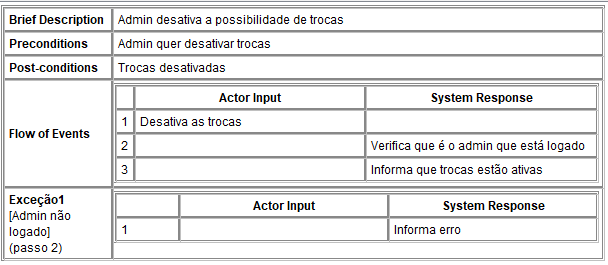 Brief Description Admin desativa a possibilidade de trocas
Preconditions Admin quer desativar trocas
Post-conditions Trocas desativadas
Flow of Events
Actor Input System Response
1 Desativa as trocas
2 Verifica que é o admin que está logado
3 Informa que trocas estão ativas
Exceção1
[Admin não
logado]
(passo 2)
Actor Input System Response
1 Informa erro